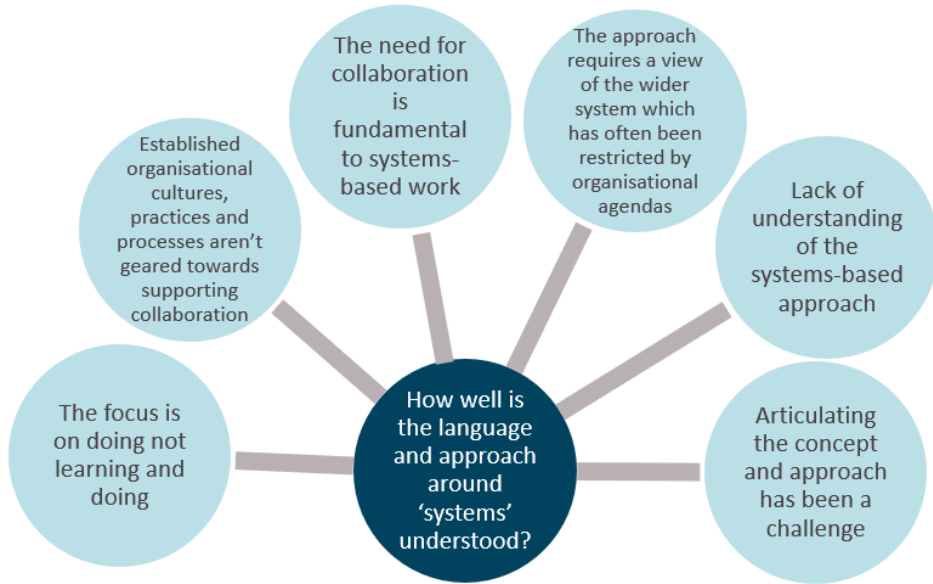 The focus is
on doing not
learning and
doing
Established
organisational
cultures,
practices and
processes aren’t
geared towards
supporting
collaboration
The need for
collaboration
is
fundamental
to systems-
based work
The approach
requires a view
of the wider
system which
has often been
restricted by
organisational
agendas
Lack of
understanding
of the
systems-based
approach
Articulating
the concept
and approach
has been a
challenge
How well is
the language
and approach
around
‘systems’
understood?